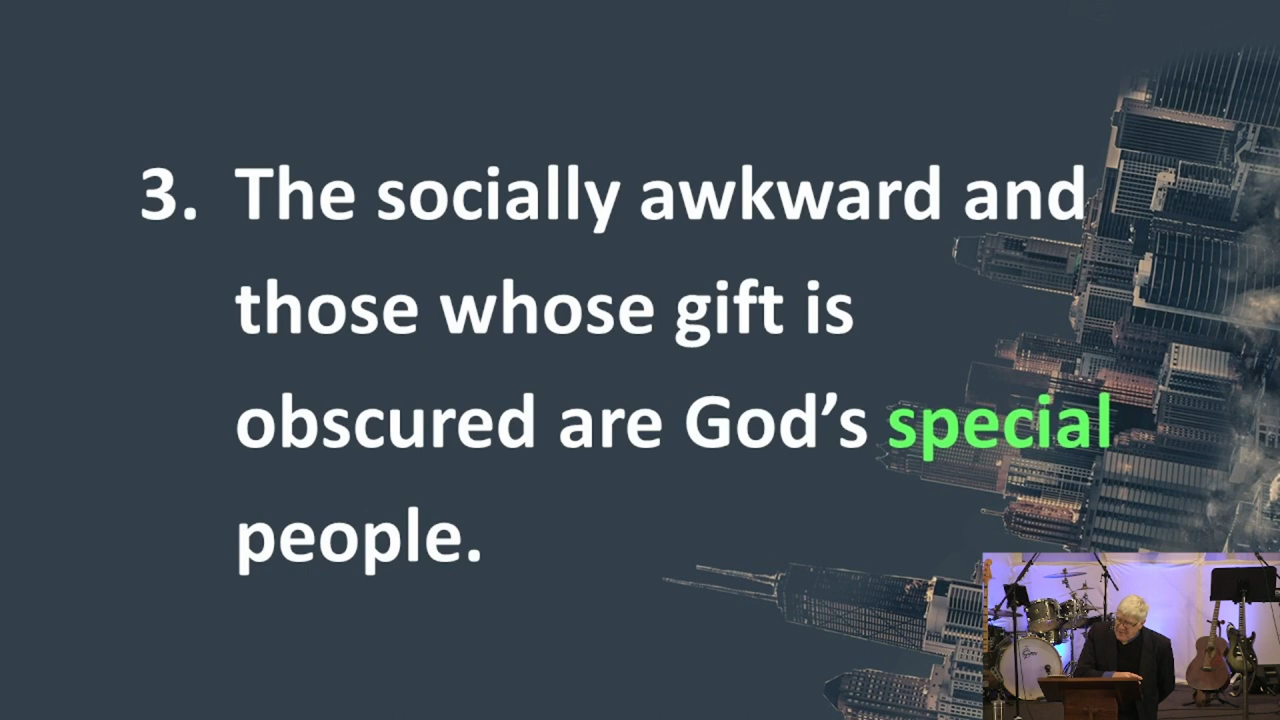 3. The socially awkward and
those whose gift is
obscured are God’s special
people.